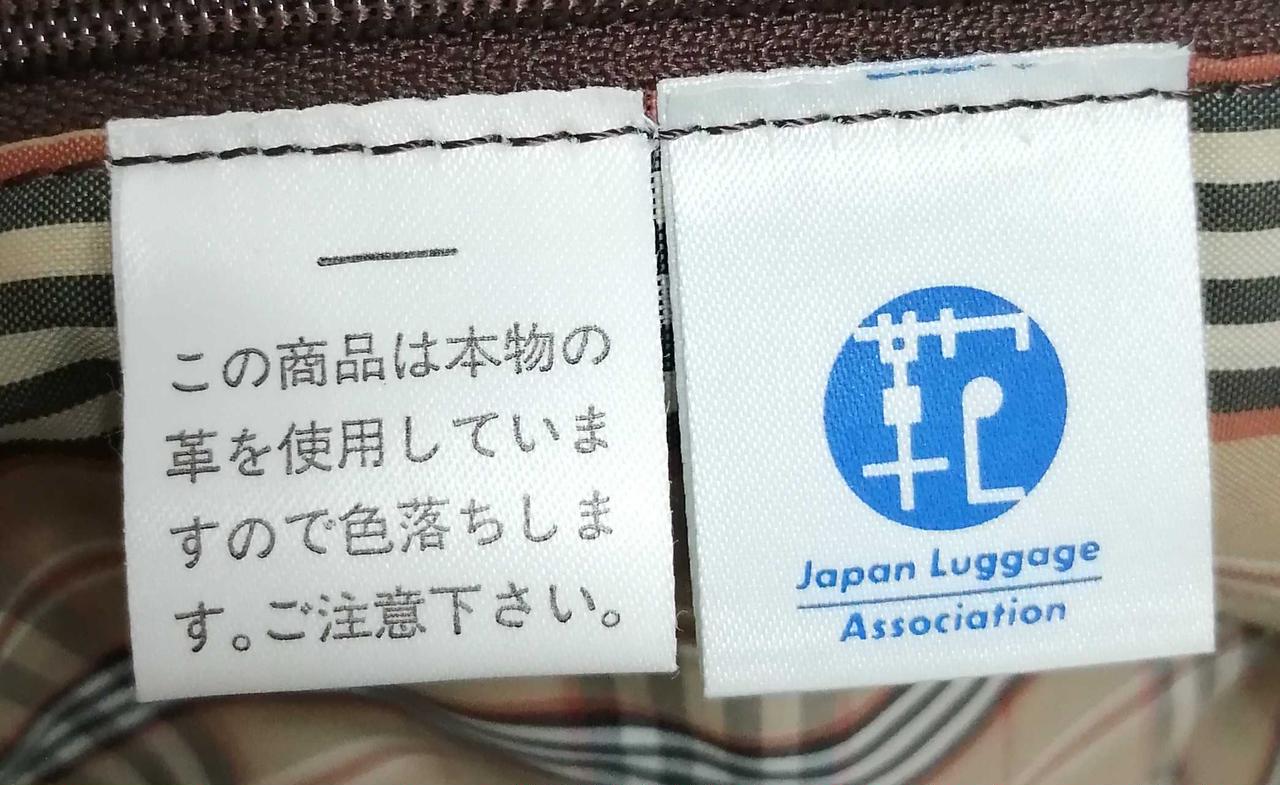 この商品は本物の
革を使用していま
すので色落ちしま
す。ご注意下さい。
Japan Luggage
Association